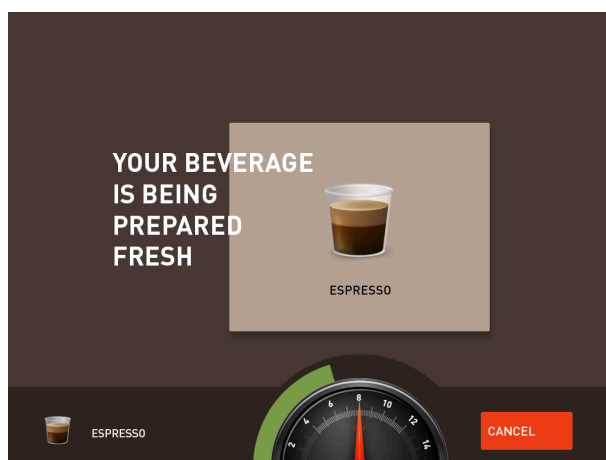 YOUR BEVERAGE
IS BEING
PREPARED
FRESH
ESPRESSO
2 4 6 8 10 12 14
ESPRESSO
CANCEL